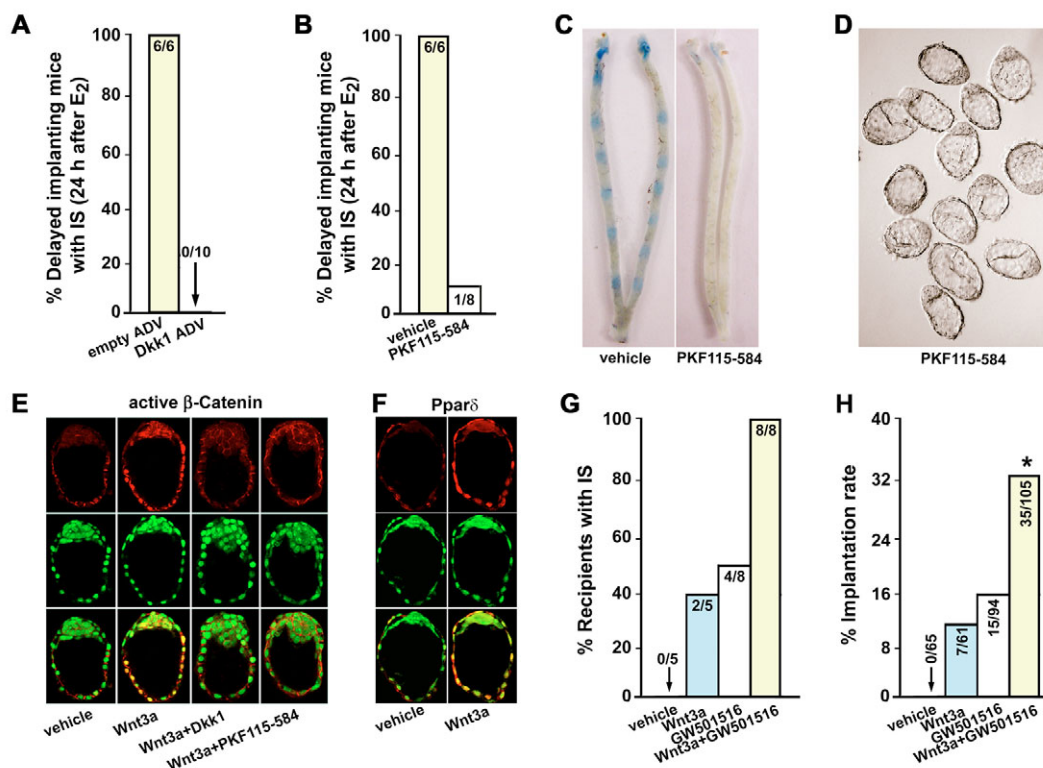 A
% Delayed implanting mice
with IS (24 h after E2)
100
80
60
40
20
0
6/6
0/10
empty ADV
Dkk1 ADV
B
% Delayed implanting mice
with IS (24 h after E2)
100
80
60
40
20
0
6/6
1/8
vehicle
PKF115-584
C
vehicle
PKF115-584
D
PKF115-584
E
active β-Catenin
vehicle
Wnt3a
Wnt3a+Dkk1
Wnt3a+PKF115-584
F
Pparδ
vehicle
Wnt3a
G
% Recipients with IS
100
80
60
40
20
0
0/5
2/5
4/8
8/8
vehicle
Wnt3a
GW501516
Wnt3a+GW501516
H
% Implantation rate
40
32
24
16
8
0
0/65
7/61
15/94
35/105
*
vehicle
Wnt3a
GW501516
Wnt3a+GW501516